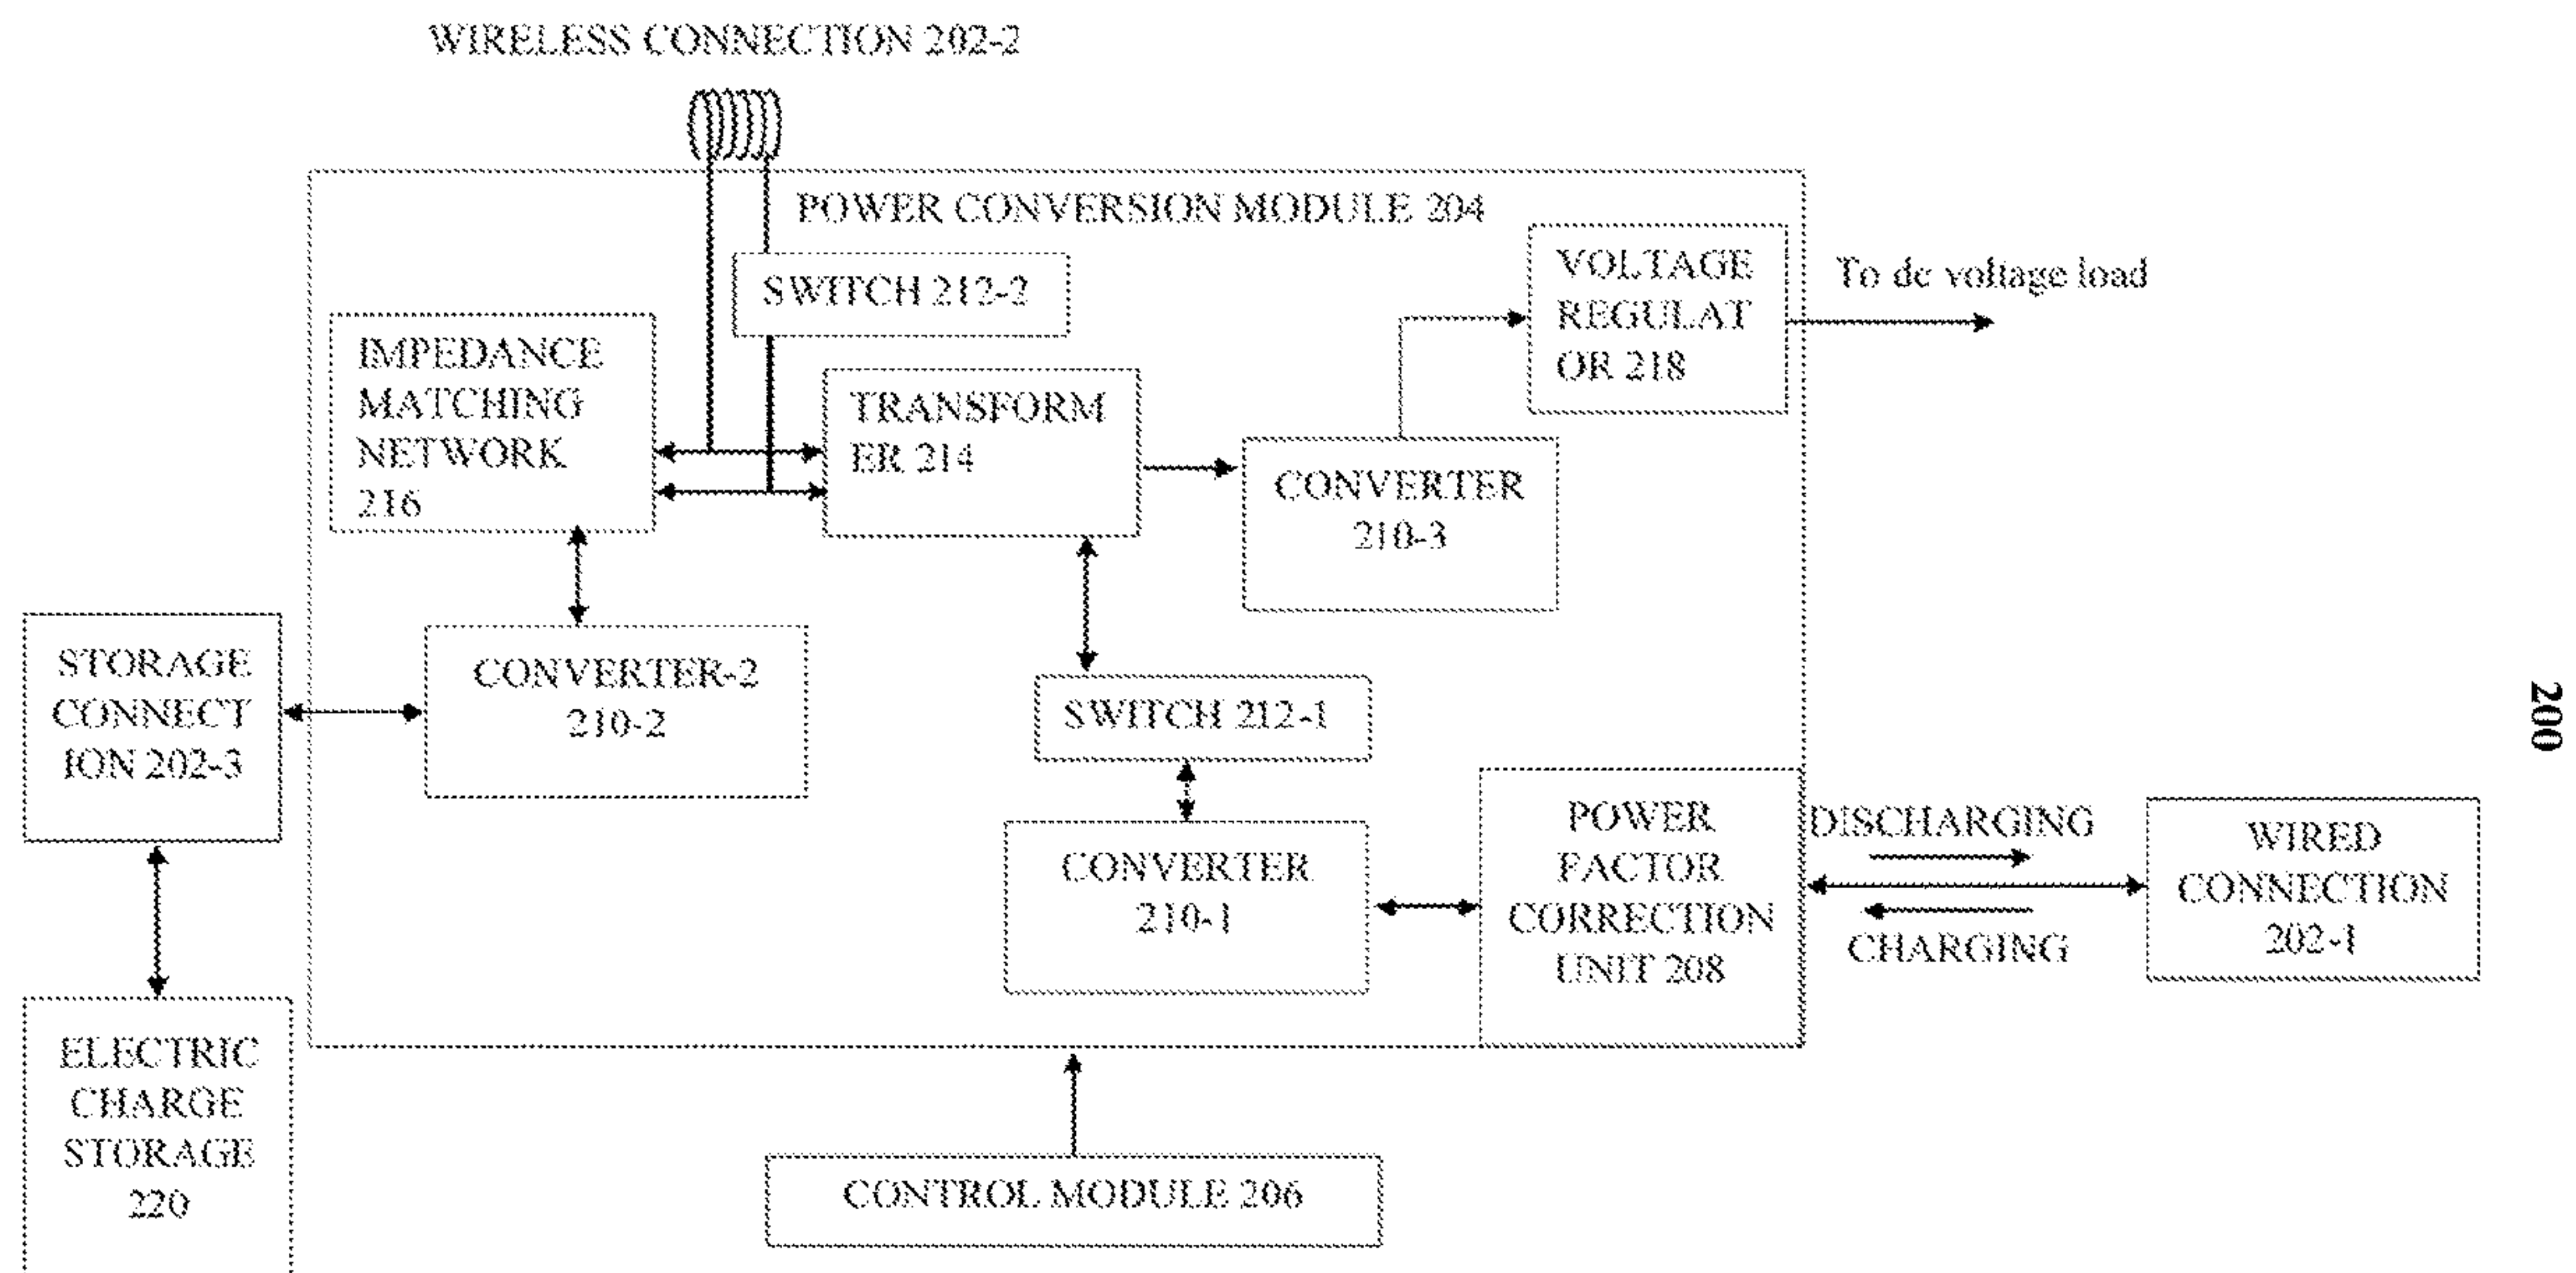 WIRELESS CONNECTION 202-2
POWER CONVERSION MODULE 204
SWITCH 212-2
VOLTAGE
REGULAT
OR 218
To dc voltage load
IMPEDANCE
MATCHING
NETWORK
216
TRANSFORM
ER 214
CONVERTER
210-3
STORAGE
CONNECT
ION 202-3
CONVERTER-2
210-2
SWITCH 212-1
200
POWER
FACTOR
CORRECTION
UNIT 208
DISCHARGING
CHARGING
WIRED
CONNECTION
202-1
CONVERTER
210-1
ELECTRIC
CHARGE
STORAGE
220
CONTROL MODULE 206